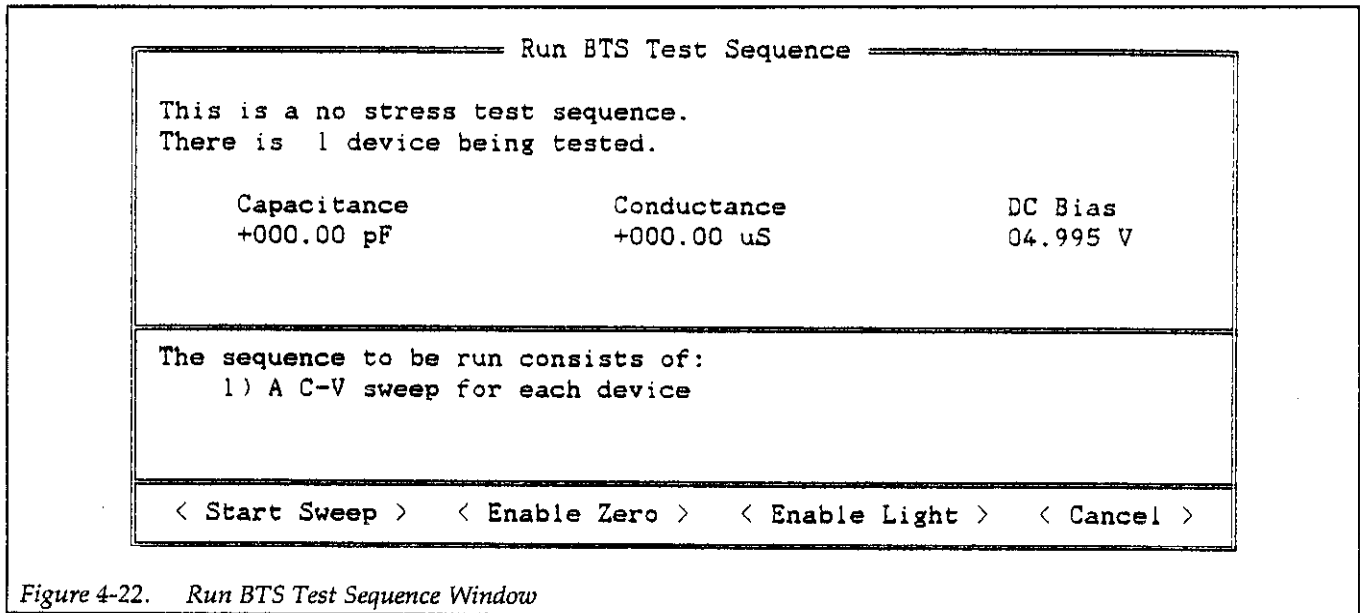 Run BTS Test Sequence
This is a no stress test sequence.
There is 1 device being tested.
Capacitance Conductance DC Bias
+000.00 pF +000.00 uS 04.995 V
The sequence to be run consists of:
1) A C-V sweep for each device
< Start Sweep > < Enable Zero > < Enable Light > < Cancel >
Figure 4-22. Run BTS Test Sequence Window